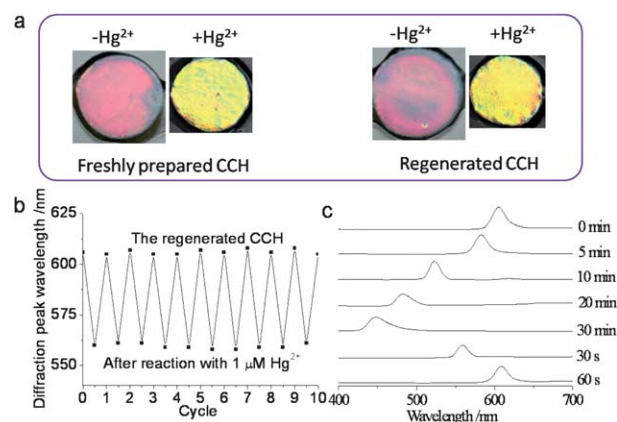 a
-Hg²⁺ +Hg²⁺ -Hg²⁺ +Hg²⁺
Freshly prepared CCH Regenerated CCH
b
Diffraction peak wavelength /nm
625
600
575
550
The regenerated CCH
After reaction with 1 μM Hg²⁺
0 1 2 3 4 5 6 7 8 9 10
Cycle
c
0 min
5 min
10 min
20 min
30 min
30 s
60 s
400 500 600 700
Wavelength /nm